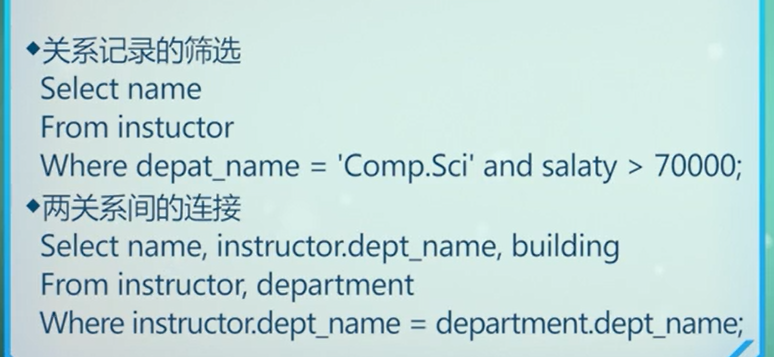 ◆关系记录的筛选
Select name
From instuctor
Where depat_name = 'Comp.Sci' and salaty > 70000;
◆两关系间的连接
Select name, instructor.dept_name, building
From instructor, department
Where instructor.dept_name = department.dept_name;